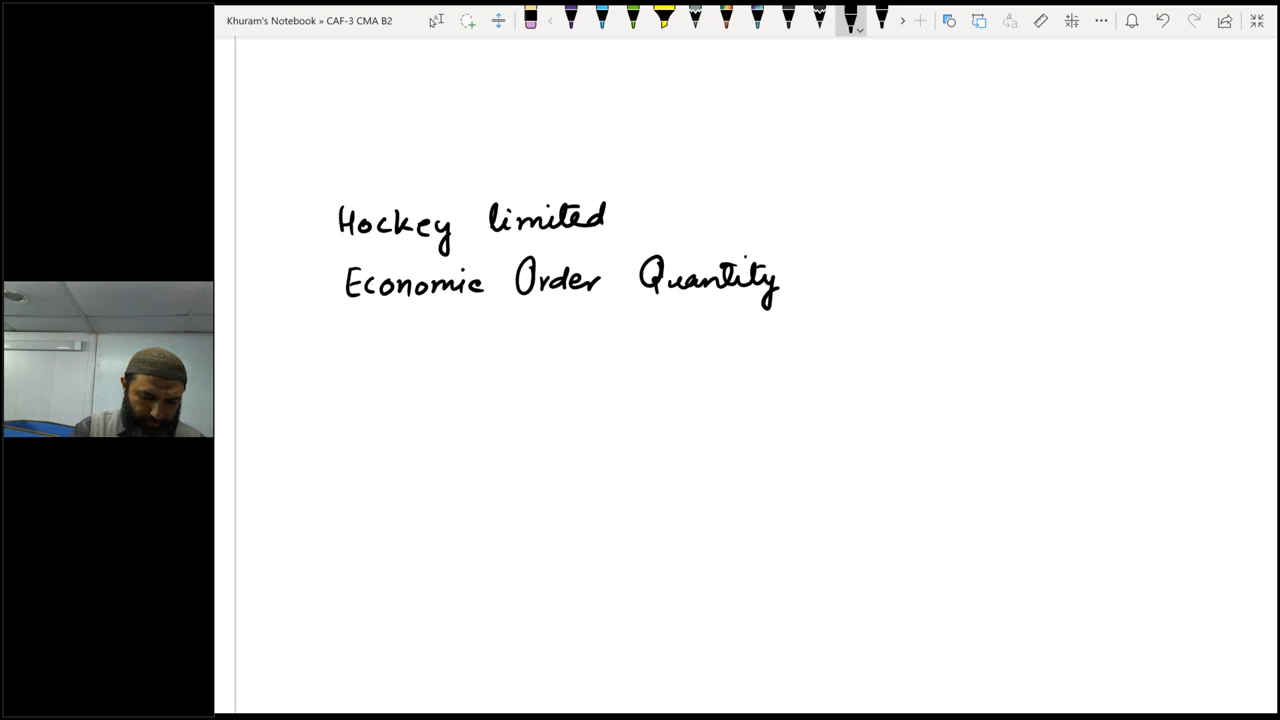 Khuram's Notebook » CAF-3 CMA B2
Hockey limited
Economic Order Quantity